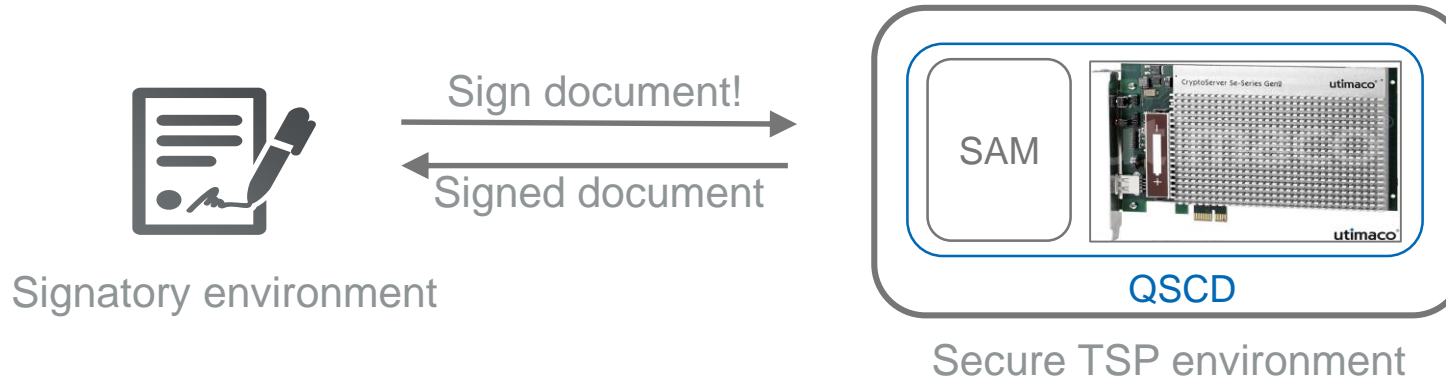 Sign document!
Signed document
Signatory environment
SAM
CryptoServer Se-Series Gen2
utimaco®
utimaco®
QSCD
Secure TSP environment